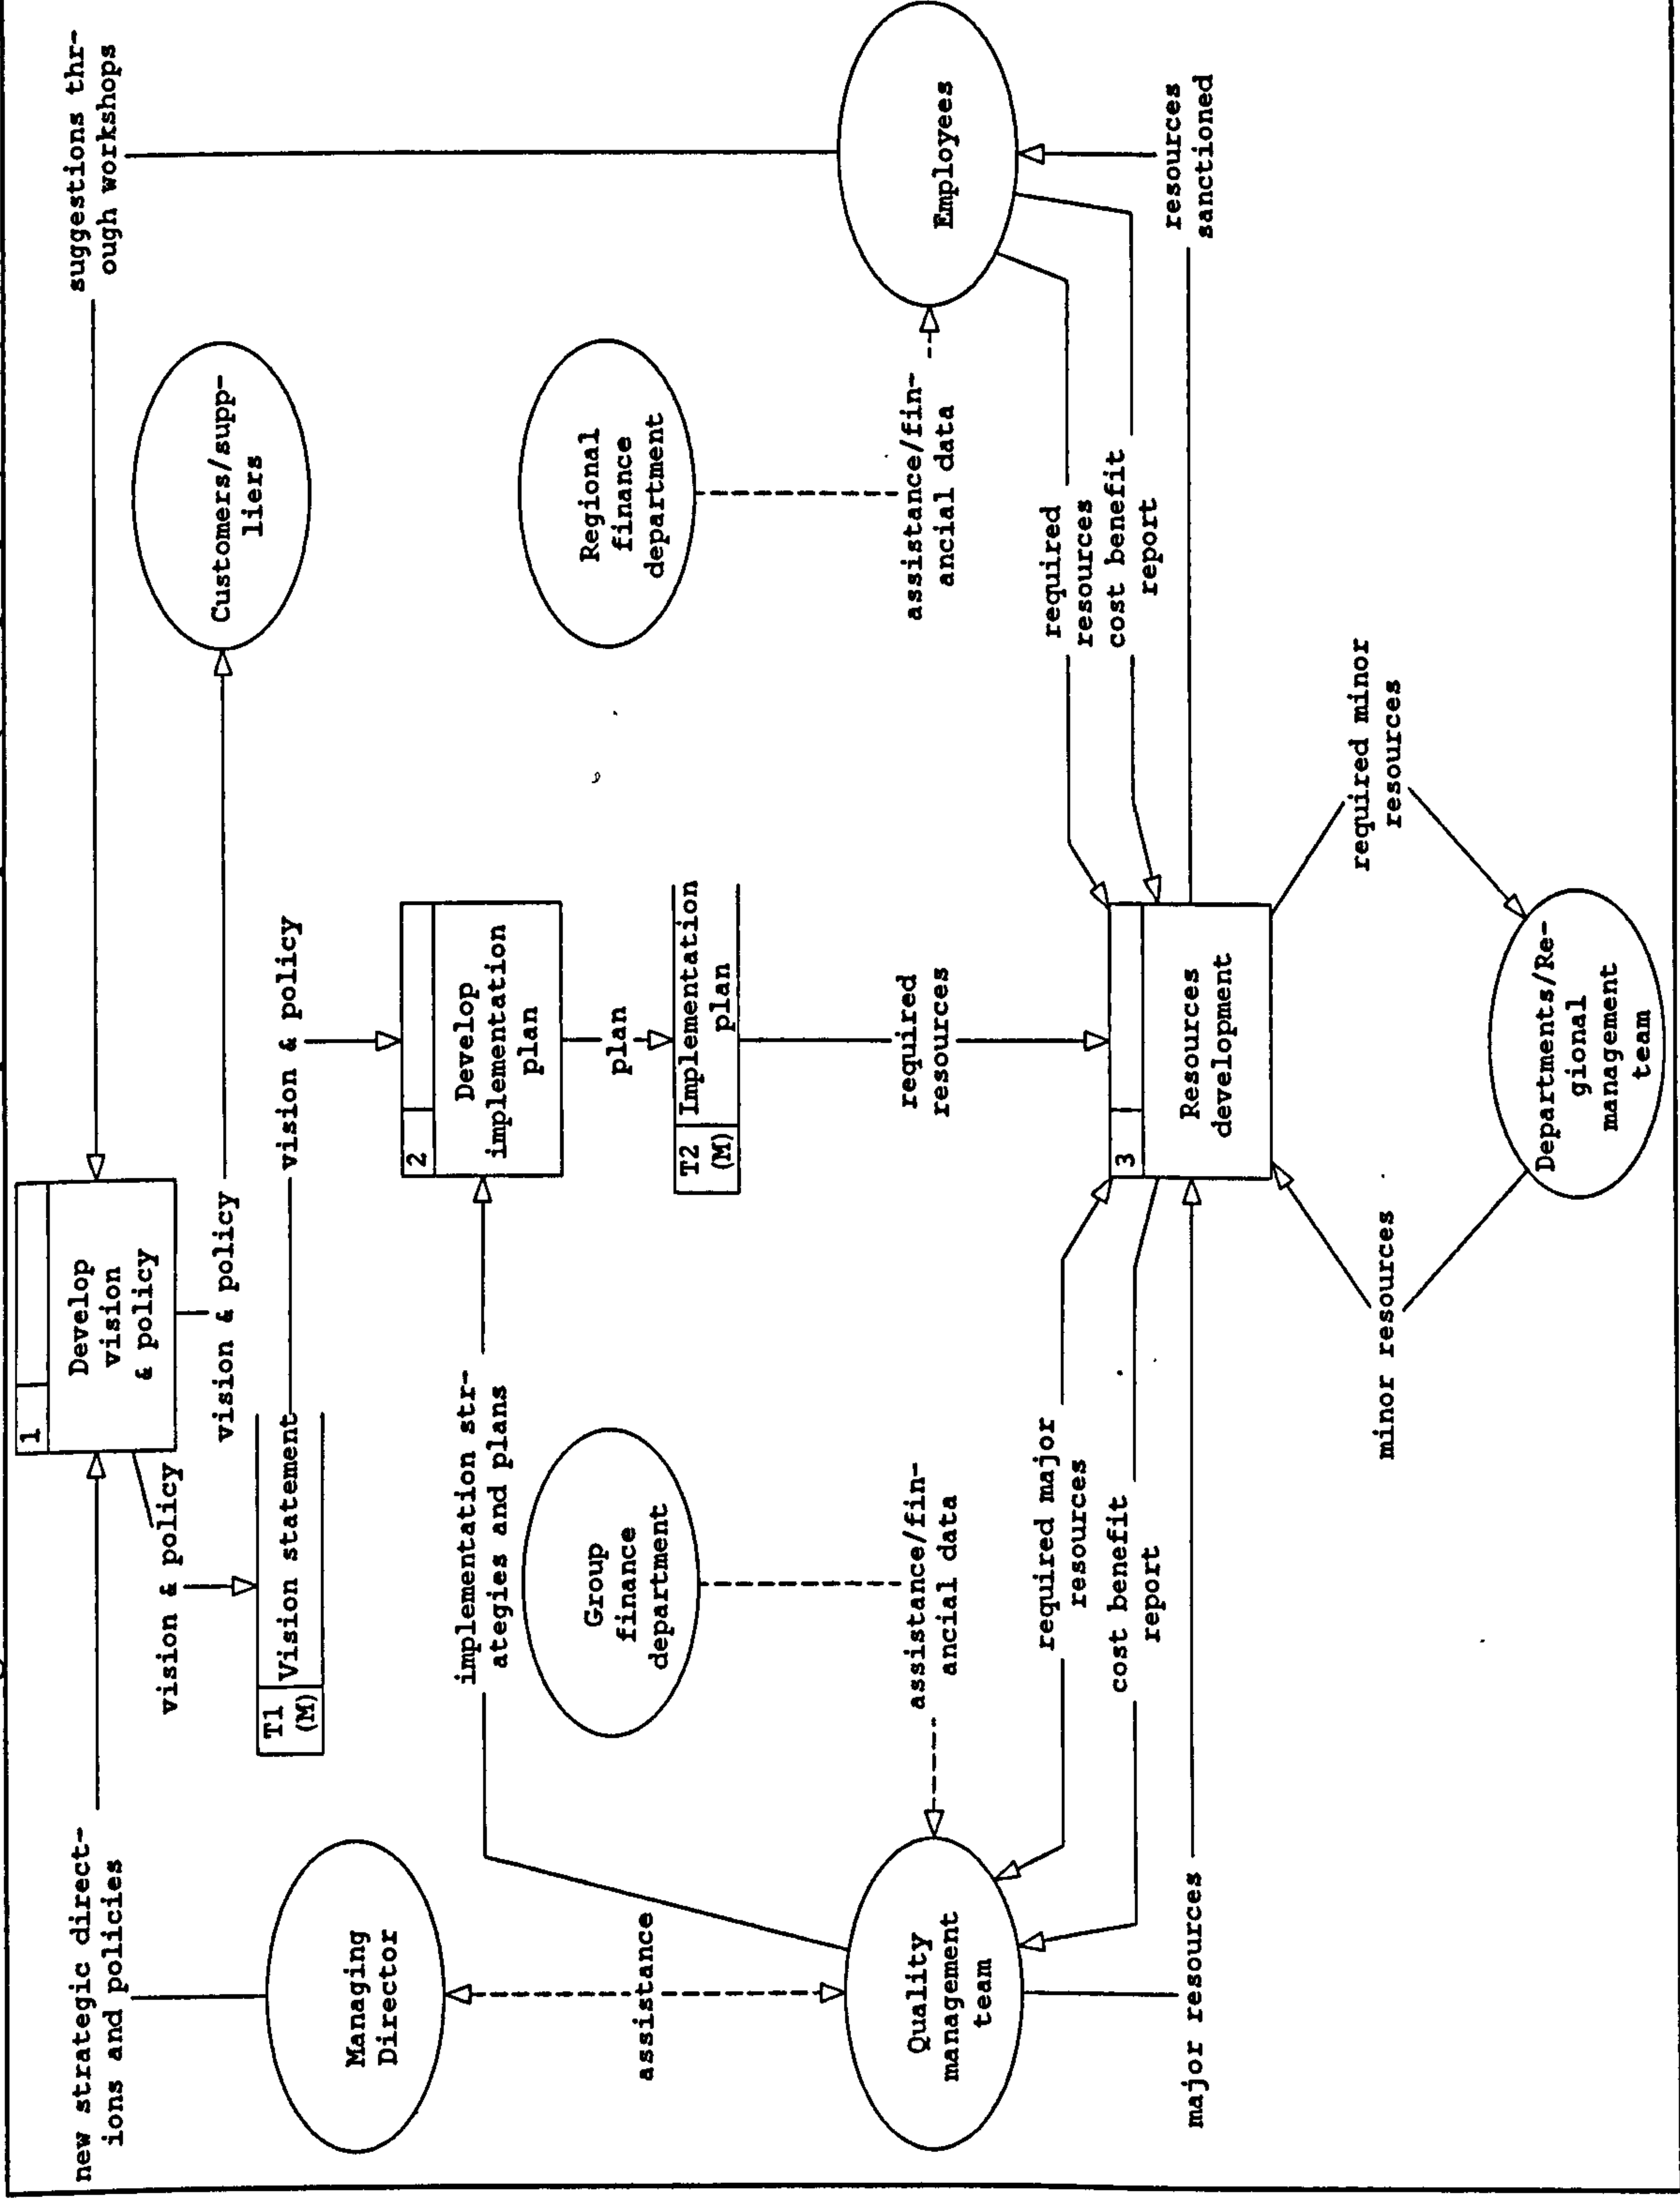 new strategic direct-
ions and policies
1
Develop
vision
& policy
suggestions thr-
ough workshops
vision & policy
vision & policy
Customers/supp-
liers
T1
(M)
Vision statement
vision & policy
Managing
Director
2
Develop
implementation
plan
implementation str-
ategies and plans
plan
Group
finance
department
Regional
finance
department
assistance
T2
(M)
Implementation
plan
Quality
management
team
assistance/fin-
ancial data
required
resources
assistance/fin-
ancial data
Employees
required major
resources
cost benefit
report
required
resources
cost benefit
report
3
Resources
development
major resources
resources
sanctioned
minor resources
required minor
resources
Departments/Re-
gional
management
team